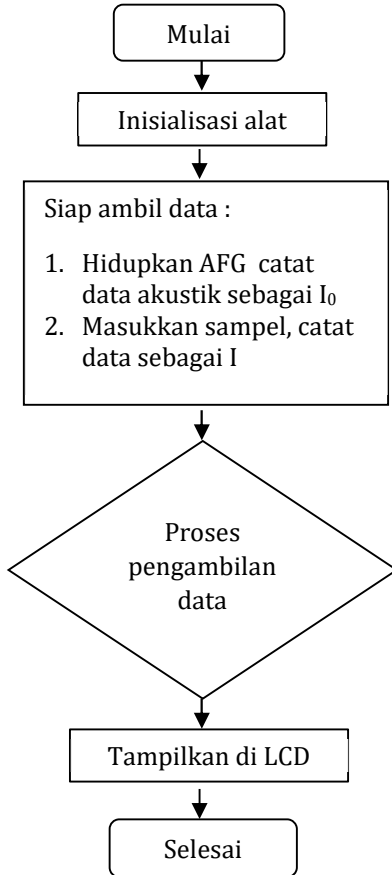 Mulai
Inisialisasi alat
Siap ambil data :
1. Hidupkan AFG catat
data akustik sebagai I₀
2. Masukkan sampel, catat
data sebagai I
Proses
pengambilan
data
Tampilkan di LCD
Selesai